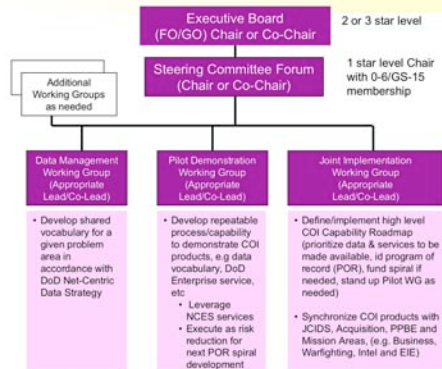 Executive Board
(FO/GO) Chair or Co-Chair
2 or 3 star level
Steering Committee Forum
(Chair or Co-Chair)
1 star level Chair
with 0-6/GS-15
membership
Additional
Working Groups
as needed
Data Management
Working Group
(Appropriate
Lead/Co-Lead)
• Develop shared
vocabulary for a
given problem
area in
accordance with
DoD Net-Centric
Data Strategy
Pilot Demonstration
Working Group
(Appropriate
Lead/Co-Lead)
• Develop repeatable
process/capability
to demonstrate COI
products, e.g data
vocabulary, DoD
Enterprise service,
etc
• Leverage
NCES services
• Execute as risk
reduction for
next POR spiral
development
Joint Implementation
Working Group
(Appropriate
Lead/Co-Lead)
• Define/implement high level
COI Capability Roadmap
(prioritize data & services to
be made available, id program of
record (POR), fund spiral if
needed, stand up Pilot WG as
needed)
• Synchronize COI products with
JCIDS, Acquisition, PPBE and
Mission Areas, (e.g. Business,
Warfighting, Intel and EIE)